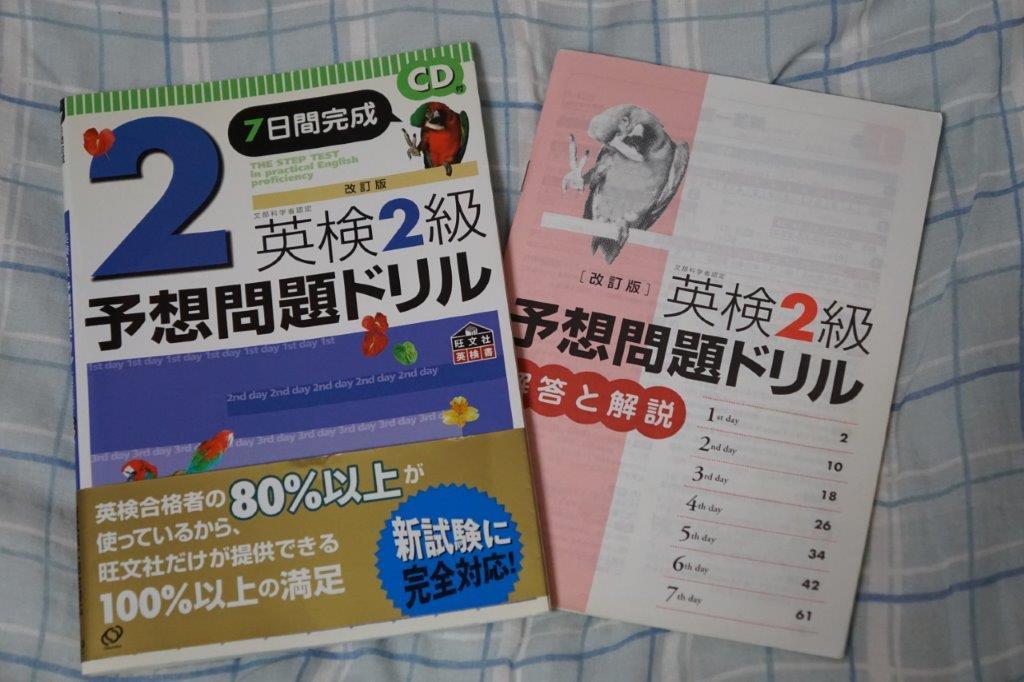 CD付
7日間完成
2
THE STEP TEST
in practical English
proficiency
改訂版
文部科学省認定
英検2級
予想問題ドリル
旺文社
英検書
1st day 1st day 1st day 1st day 1st day 1st day 1st
2nd day 2nd day 2nd day 2nd day 2nd day
3rd day 3rd day 3rd day 3rd day 3rd day 3rd day
英検合格者の80%以上が
使っているから、
旺文社だけが提供できる
100%以上の満足
新試験に
完全対応!
[改訂版]
文部科学省認定
英検2級
予想問題ドリル
解答と解説
1st day 2
2nd day 10
3rd day 18
4th day 26
5th day 34
6th day 42
7th day 61